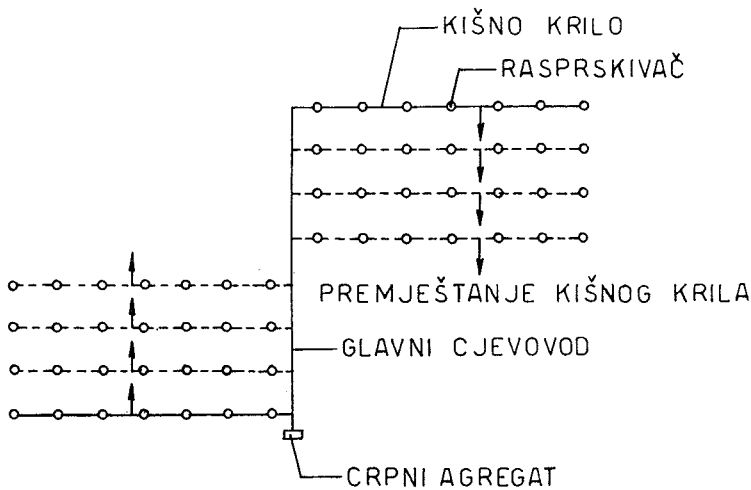 KIŠNO KRILO
RASPRSKIVAČ
PREMJEŠTANJE KIŠNOG KRILA
GLAVNI CJEVOVOD
CRPNI AGREGAT